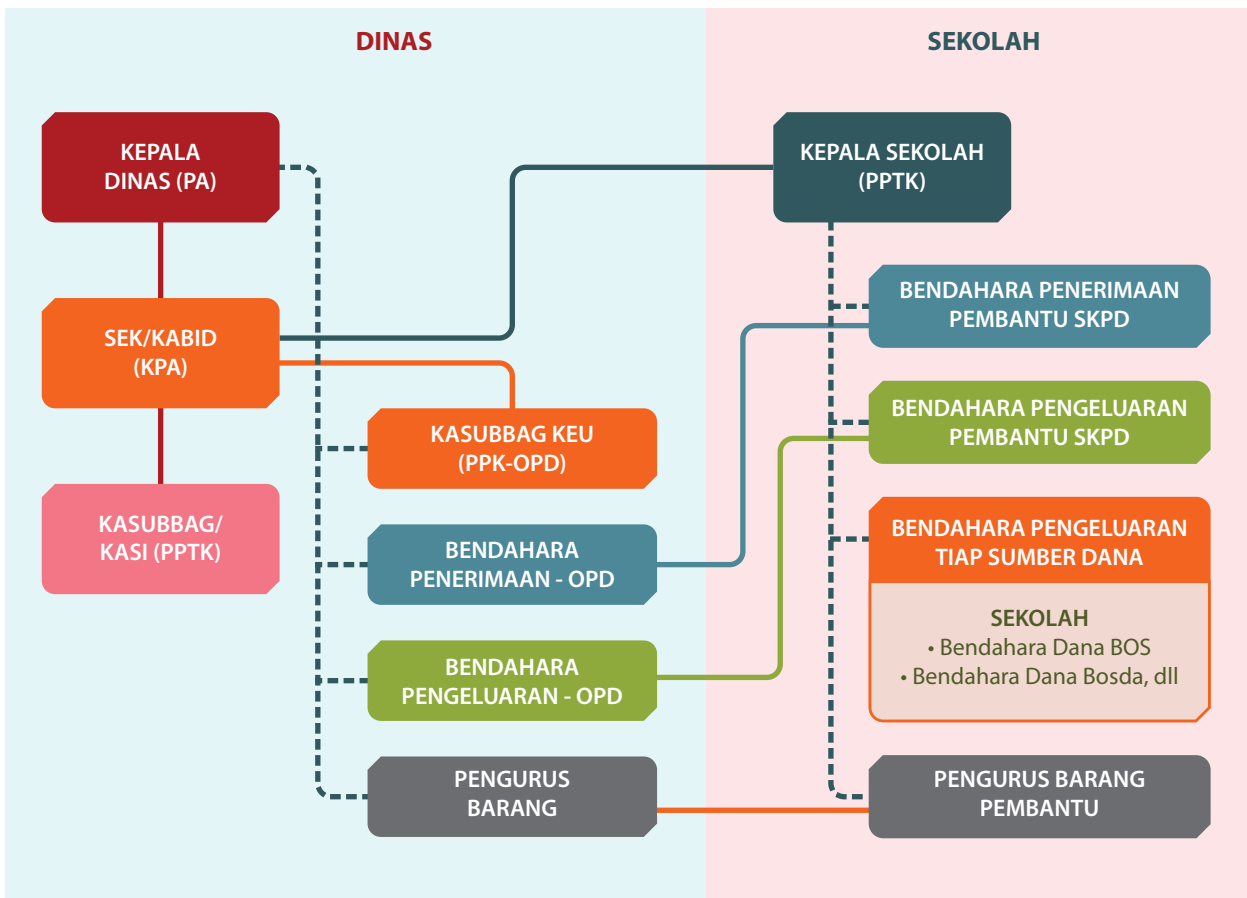 DINAS
KEPALA
DINAS (PA)
SEK/KABID
(KPA)
KASUBBAG/
KASI (PPTK)
KASUBBAG KEU
(PPK-OPD)
BENDAHARA
PENERIMAAN - OPD
BENDAHARA
PENGELUARAN - OPD
PENGURUS
BARANG
SEKOLAH
KEPALA SEKOLAH
(PPTK)
BENDAHARA PENERIMAAN
PEMBANTU SKPD
BENDAHARA PENGELUARAN
PEMBANTU SKPD
BENDAHARA PENGELUARAN
TIAP SUMBER DANA
SEKOLAH
• Bendahara Dana BOS
• Bendahara Dana Bosda, dll
PENGURUS BARANG
PEMBANTU